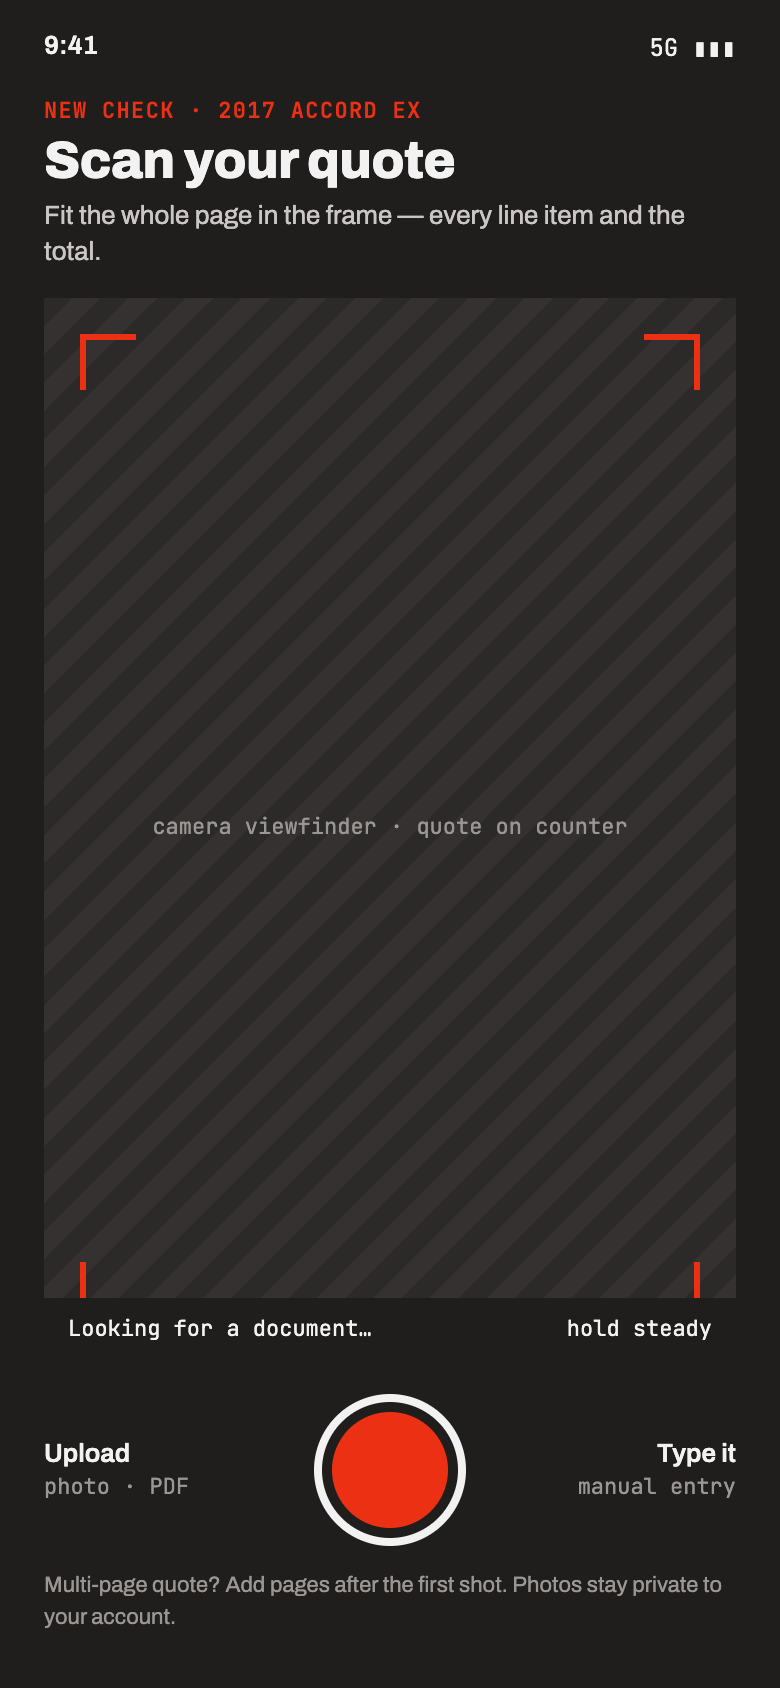 9:41
5G
NEW CHECK · 2017 ACCORD EX
Scan your quote
Fit the whole page in the frame — every line item and the
total.
camera viewfinder · quote on counter
Looking for a document…
hold steady
Upload
Type it
photo · PDF
manual entry
Multi-page quote? Add pages after the first shot. Photos stay private to
your account.